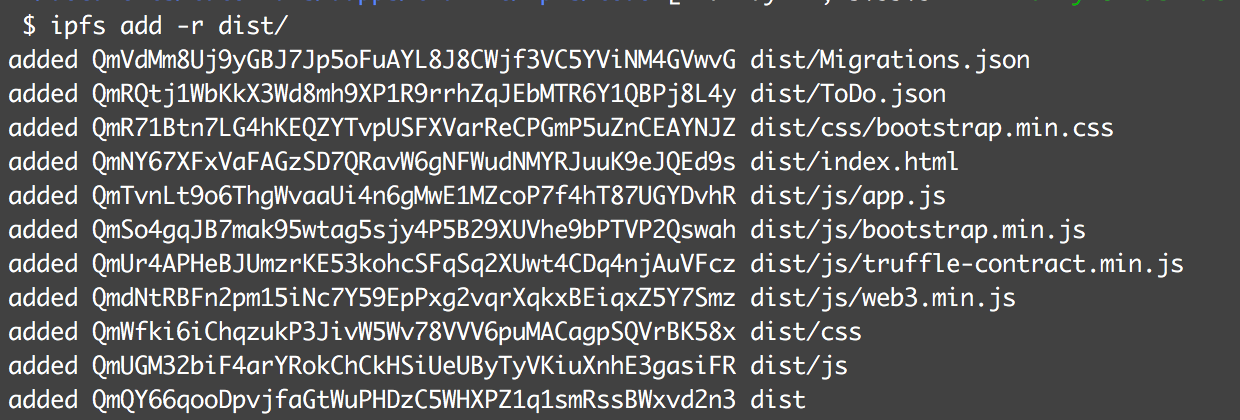 $ ipfs add -r dist/
added QmVdMm8Uj9yGBJ7Jp5oFuAYL8J8CWjf3VC5YViNM4GVwvG dist/Migrations.json
added QmRQtj1WbKkX3Wd8mh9XP1R9rrhZqJEbMTR6Y1QBPj8L4y dist/ToDo.json
added QmR71Btn7LG4hKEQZYTvpUSFXVarReCPGmP5uZnCEAYNJZ dist/css/bootstrap.min.css
added QmNY67XFxVaFAGzSD7QRavW6gNFWudNMYRJuuK9eJQEd9s dist/index.html
added QmTvnLt9o6ThgWvaaUi4n6gMwE1MZcoP7f4hT87UGYDvhR dist/js/app.js
added QmSo4gqJB7mak95wtag5sjy4P5B29XUVhe9bPTVP2Qswah dist/js/bootstrap.min.js
added QmUr4APHeBJUmzrKE53kohcSFqSq2XUwt4CDq4njAuVFcz dist/js/truffle-contract.min.js
added QmdNtRBFn2pm15iNc7Y59EpPxg2vqrXqkxBEiqxZ5Y7Smz dist/js/web3.min.js
added QmWfki6iChqzukP3JivW5Wv78VVV6puMACagpSQVrBK58x dist/css
added QmUGM32biF4arYRokChCkHSiUeUByTyVKiuXnhE3gasiFR dist/js
added QmQY66qooDpvjfaGtWuPHDzC5WHXPZ1q1smRssBWxvd2n3 dist